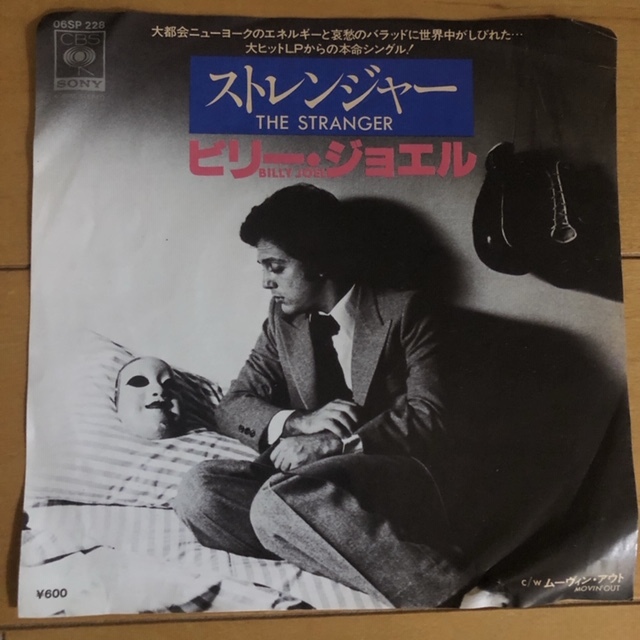 06SP 228
CBS
SONY
大都会ニューヨークのエネルギーと哀愁のバラッドに世界中がしびれた…
大ヒットLPからの本命シングル!
ストレンジャー
THE STRANGER
ビリー・ジョエル
BILLY JOEL
¥600
c/w ムーヴィン・アウト
MOVIN'OUT